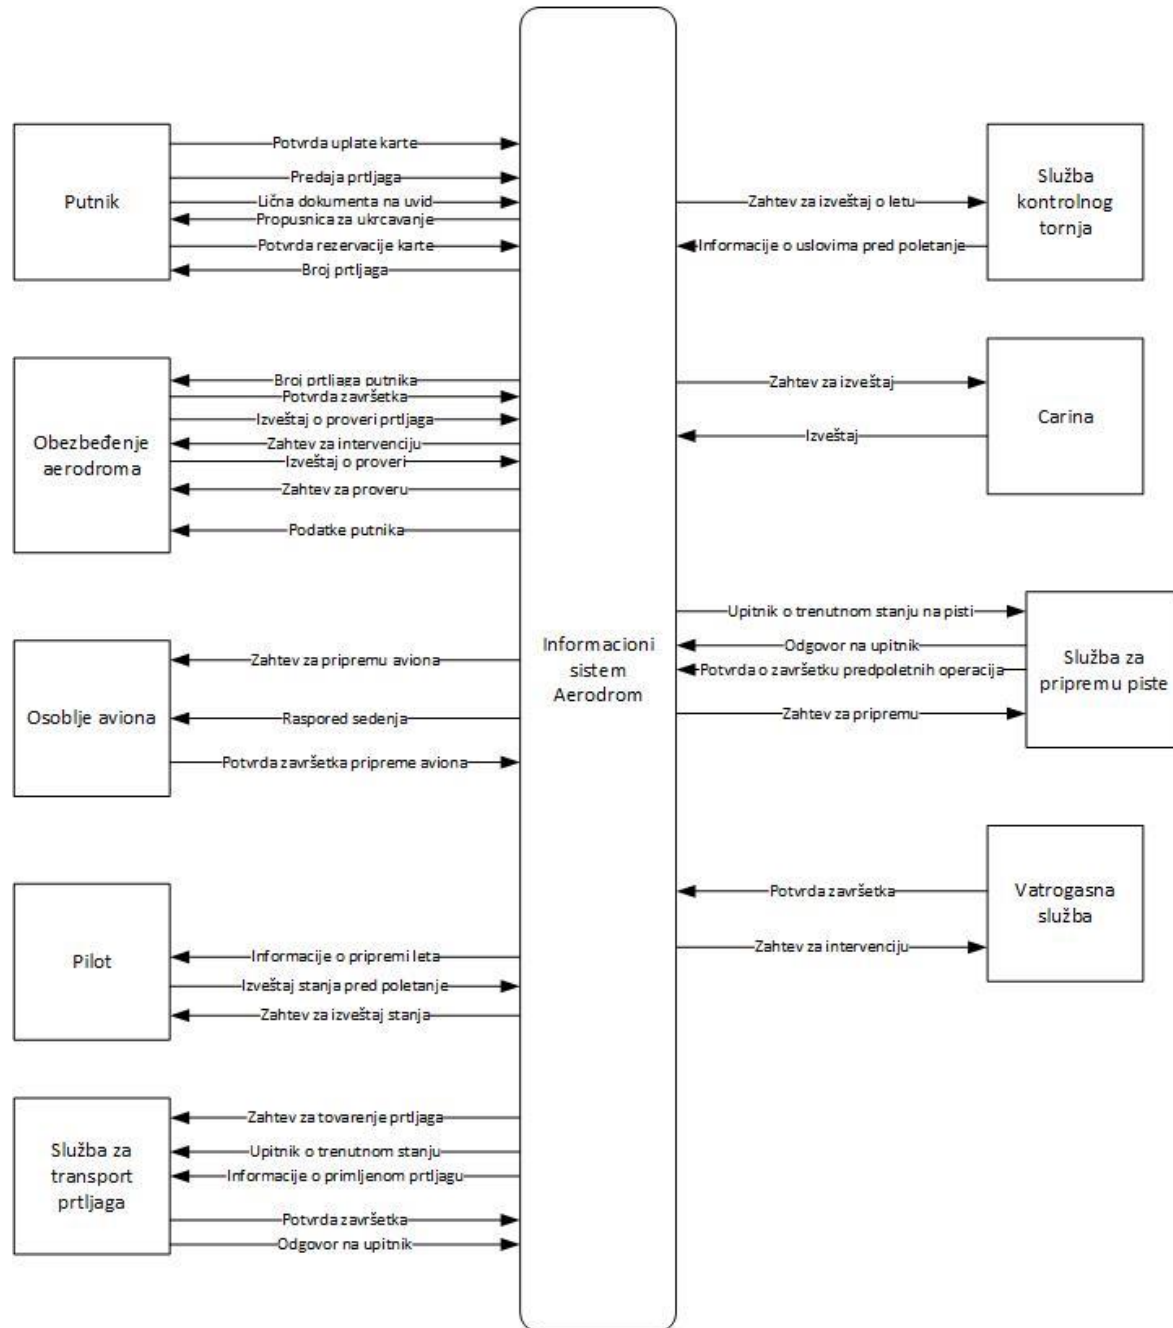 Putnik
Potvrda uplate karte
Predaja prtljaga
Lična dokumenta na uvid
Propusnica za ukrcavanje
Potvrda rezervacije karte
Broj prtljaga
Obezbeđenje
aerodroma
Broj prtljaga putnika
Potvrda završetka
Izveštaj o proveri prtljaga
Zahtev za intervenciju
Izveštaj o proveri
Zahtev za proveru
Podatke putnika
Osoblje aviona
Zahtev za pripremu aviona
Raspored sedenja
Potvrda završetka pripreme aviona
Pilot
Informacije o pripremi leta
Izveštaj stanja pred poletanje
Zahtev za izveštaj stanja
Služba za
transport
prtljaga
Zahtev za tovarenje prtljaga
Upitnik o trenutnom stanju
Informacije o primljenom prtljagu
Potvrda završetka
Odgovor na upitnik
Informacioni
sistem
Aerodrom
Zahtev za izveštaj o letu
Informacije o uslovima pred poletanje
Služba
kontrolnog
tornja
Zahtev za izveštaj
Izveštaj
Carina
Upitnik o trenutnom stanju na pisti
Odgovor na upitnik
Potvrda o završetku predpoletnih operacija
Zahtev za pripremu
Služba za
pripremu piste
Potvrda završetka
Zahtev za intervenciju
Vatrogasna
služba